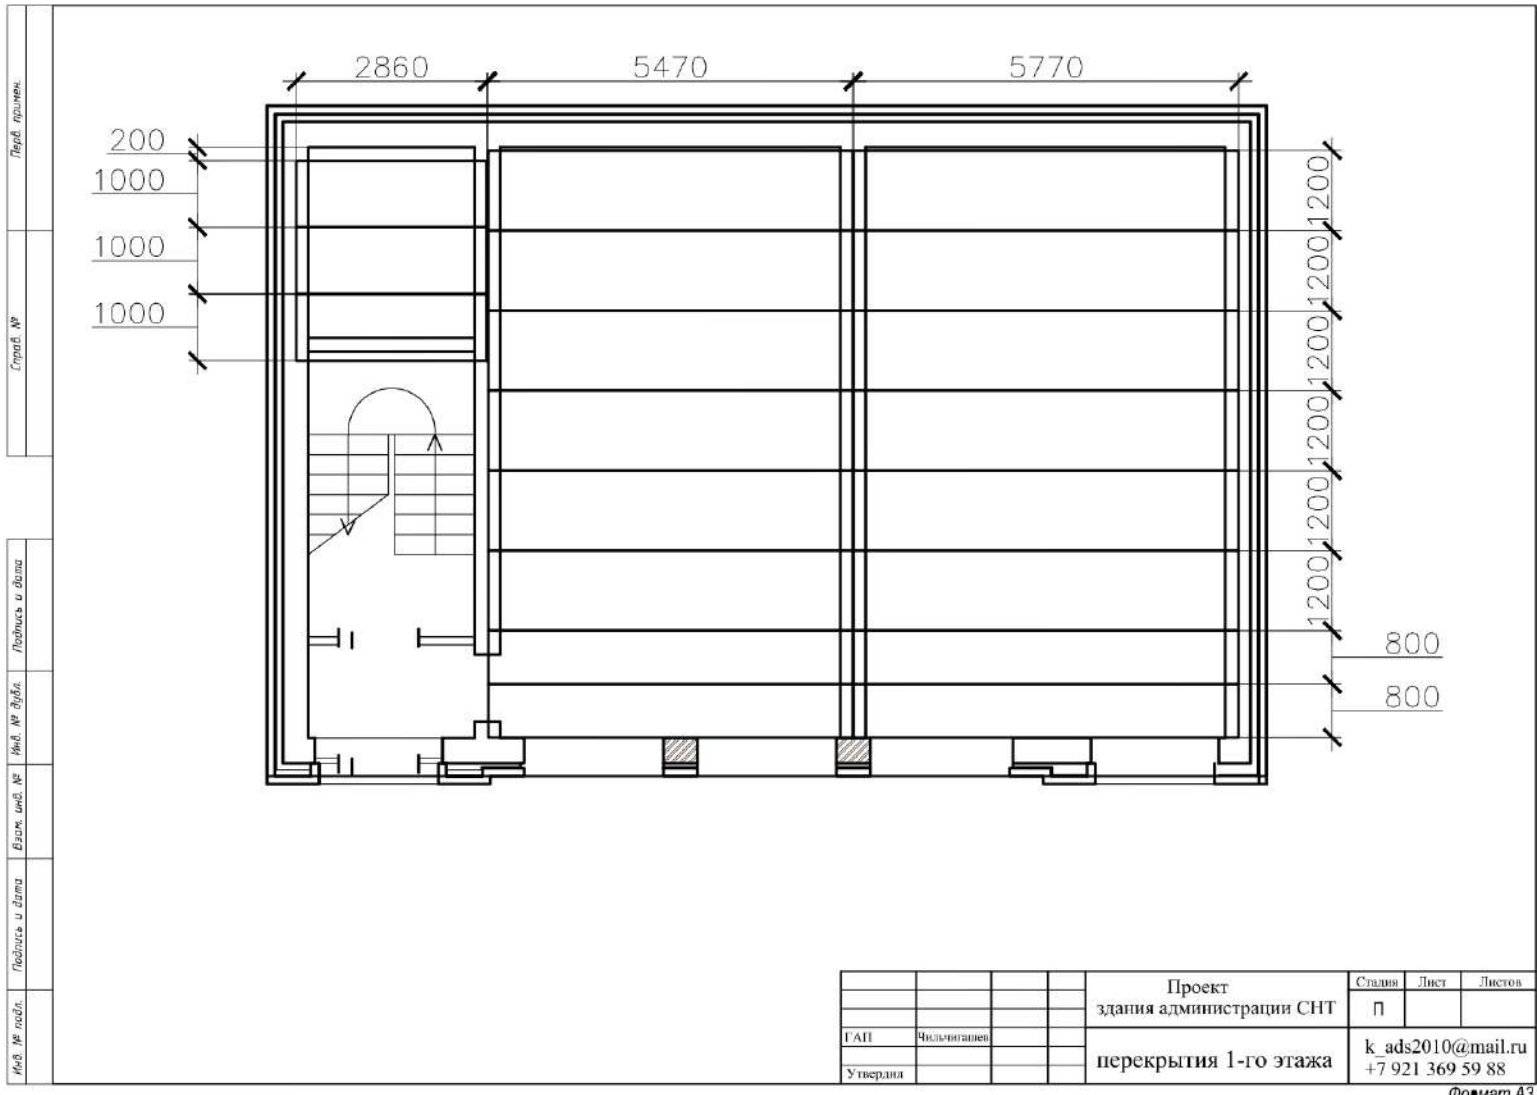 2860
5470
5770
200
1000
1000
1000
1200
1200
1200
1200
1200
1200
800
800
Перв. примен.
Справ. №
Подпись и дата
Инв. № дубл.
Взам. инв. №
Подпись и дата
Инв. № подл.
Проект
здания администрации СНТ
Стадия Лист Листов
П
ГАП Чильчигашев
перекрытия 1-го этажа
k_ads2010@mail.ru
+7 921 369 59 88
Утвердил
Формат А3